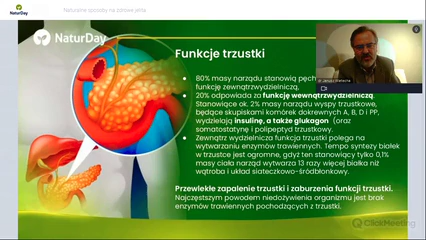 NaturDay
Naturalne sposoby na zdrowe jelita
NaturDay
Funkcje trzustki
80% masy narządu stanowią pęch
funkcję zewnątrzwydzielniczą,
20% odpowiada za funkcję wewnątrzwydzielniczą.
Stanowiące ok. 2% masy narządu wyspy trzustkowe,
będące skupiskami komórek dokrewnych A, B, D i PP,
wydzielają insulinę, a także glukagon (oraz
somatostatynę i polipeptyd trzustkowy.
Zewnątrz wydzielnicza funkcja trzustki polega na
wytwarzaniu enzymów trawiennych. Tempo syntezy białek
w trzustce jest ogromne, gdyż ten stanowiący tylko 0,1%
masy ciała narząd wytwarza 13 razy więcej białka niż
wątroba i układ siateczkowo-śródbłonkowy.
Przewlekłe zapalenie trzustki i zaburzenia funkcji trzustki.
Najczęstszym powodem niedożywienia organizmu jest brak
enzymów trawiennych pochodzących z trzustki.
ClickMeeting